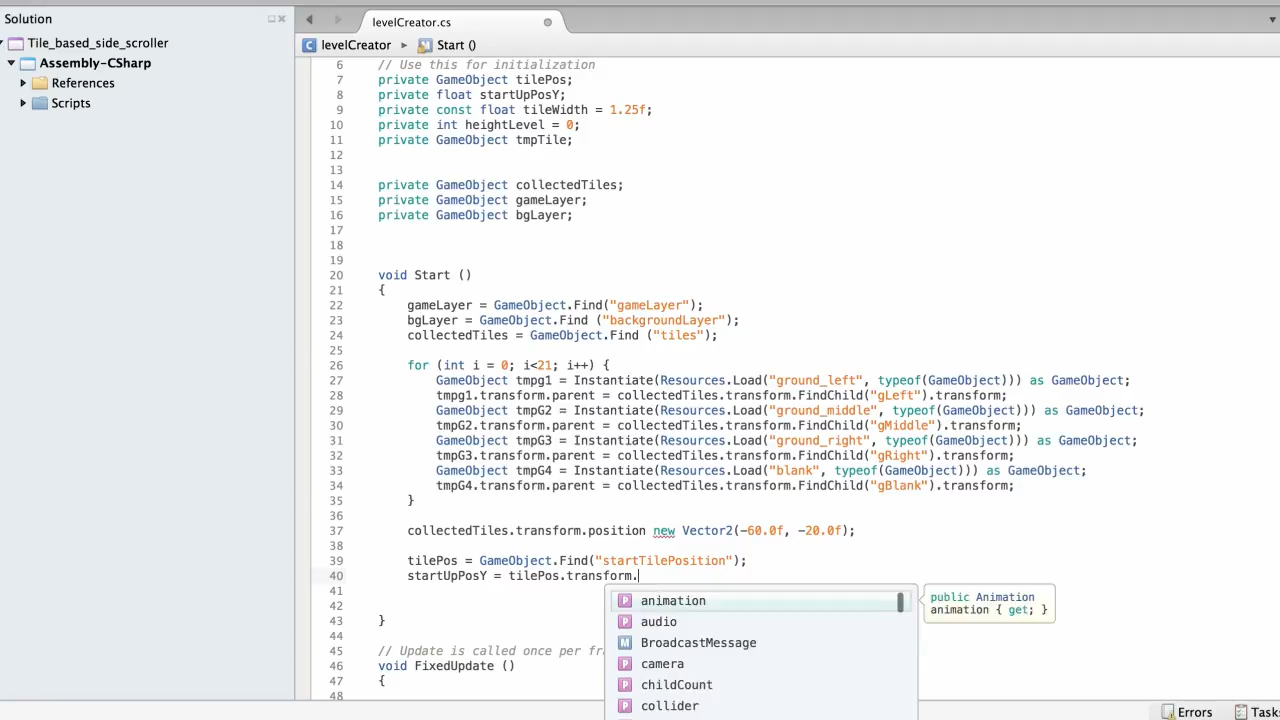 Solution
levelCreator.cs
Tile_based_side_scroller
levelCreator
Start ()
Assembly-CSharp
References
Scripts
6 // Use this for initialization
7 private GameObject tilePos;
8 private float startUpPosY;
9 private const float tileWidth = 1.25f;
10 private int heightLevel = 0;
11 private GameObject tmpTile;
12
13
14 private GameObject collectedTiles;
15 private GameObject gameLayer;
16 private GameObject bgLayer;
17
18
19
20 void Start ()
21 {
22 gameLayer = GameObject.Find("gameLayer");
23 bgLayer = GameObject.Find ("backgroundLayer");
24 collectedTiles = GameObject.Find ("tiles");
25
26 for (int i = 0; i<21; i++) {
27 GameObject tmpg1 = Instantiate(Resources.Load("ground_left", typeof(GameObject))) as GameObject;
28 tmpg1.transform.parent = collectedTiles.transform.FindChild("gLeft").transform;
29 GameObject tmpG2 = Instantiate(Resources.Load("ground_middle", typeof(GameObject))) as GameObject;
30 tmpG2.transform.parent = collectedTiles.transform.FindChild("gMiddle").transform;
31 GameObject tmpG3 = Instantiate(Resources.Load("ground_right", typeof(GameObject))) as GameObject;
32 tmpG3.transform.parent = collectedTiles.transform.FindChild("gRight").transform;
33 GameObject tmpG4 = Instantiate(Resources.Load("blank", typeof(GameObject))) as GameObject;
34 tmpG4.transform.parent = collectedTiles.transform.FindChild("gBlank").transform;
35 }
36
37 collectedTiles.transform.position new Vector2(-60.0f, -20.0f);
38
39 tilePos = GameObject.Find("startTilePosition");
40 startUpPosY = tilePos.transform.
41
42
43 }
animation
audio
BroadcastMessage
camera
childCount
collider
public Animation
animation { get; }
45 // Update is called once per fr
46 void FixedUpdate ()
47 {
48
Errors
Task